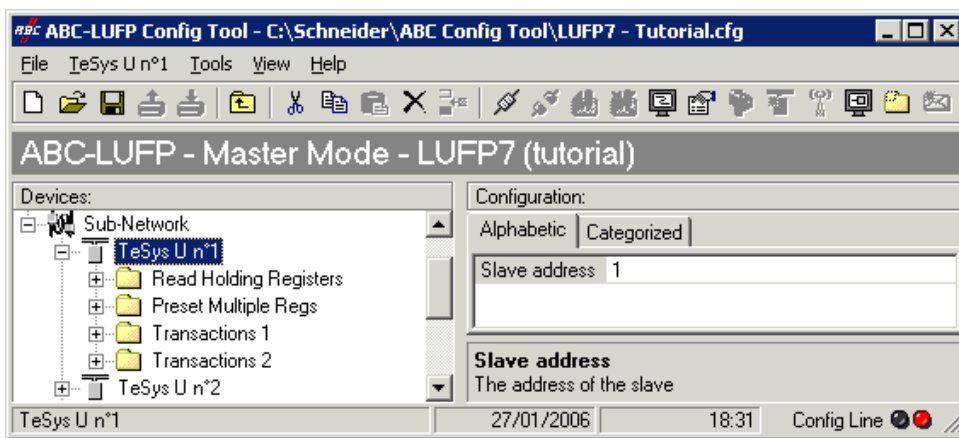 ABC ABC-LUFP Config Tool - C:\Schneider\ABC Config Tool\LUFP7 - Tutorial.cfg
File TeSys U n°1 Tools View Help
ABC-LUFP - Master Mode - LUFP7 (tutorial)
Devices:
Sub-Network
TeSys U n°1
Read Holding Registers
Preset Multiple Regs
Transactions 1
Transactions 2
TeSys U n°2
Configuration:
Alphabetic Categorized
Slave address 1
Slave address
The address of the slave
TeSys U n°1 27/01/2006 18:31 Config Line